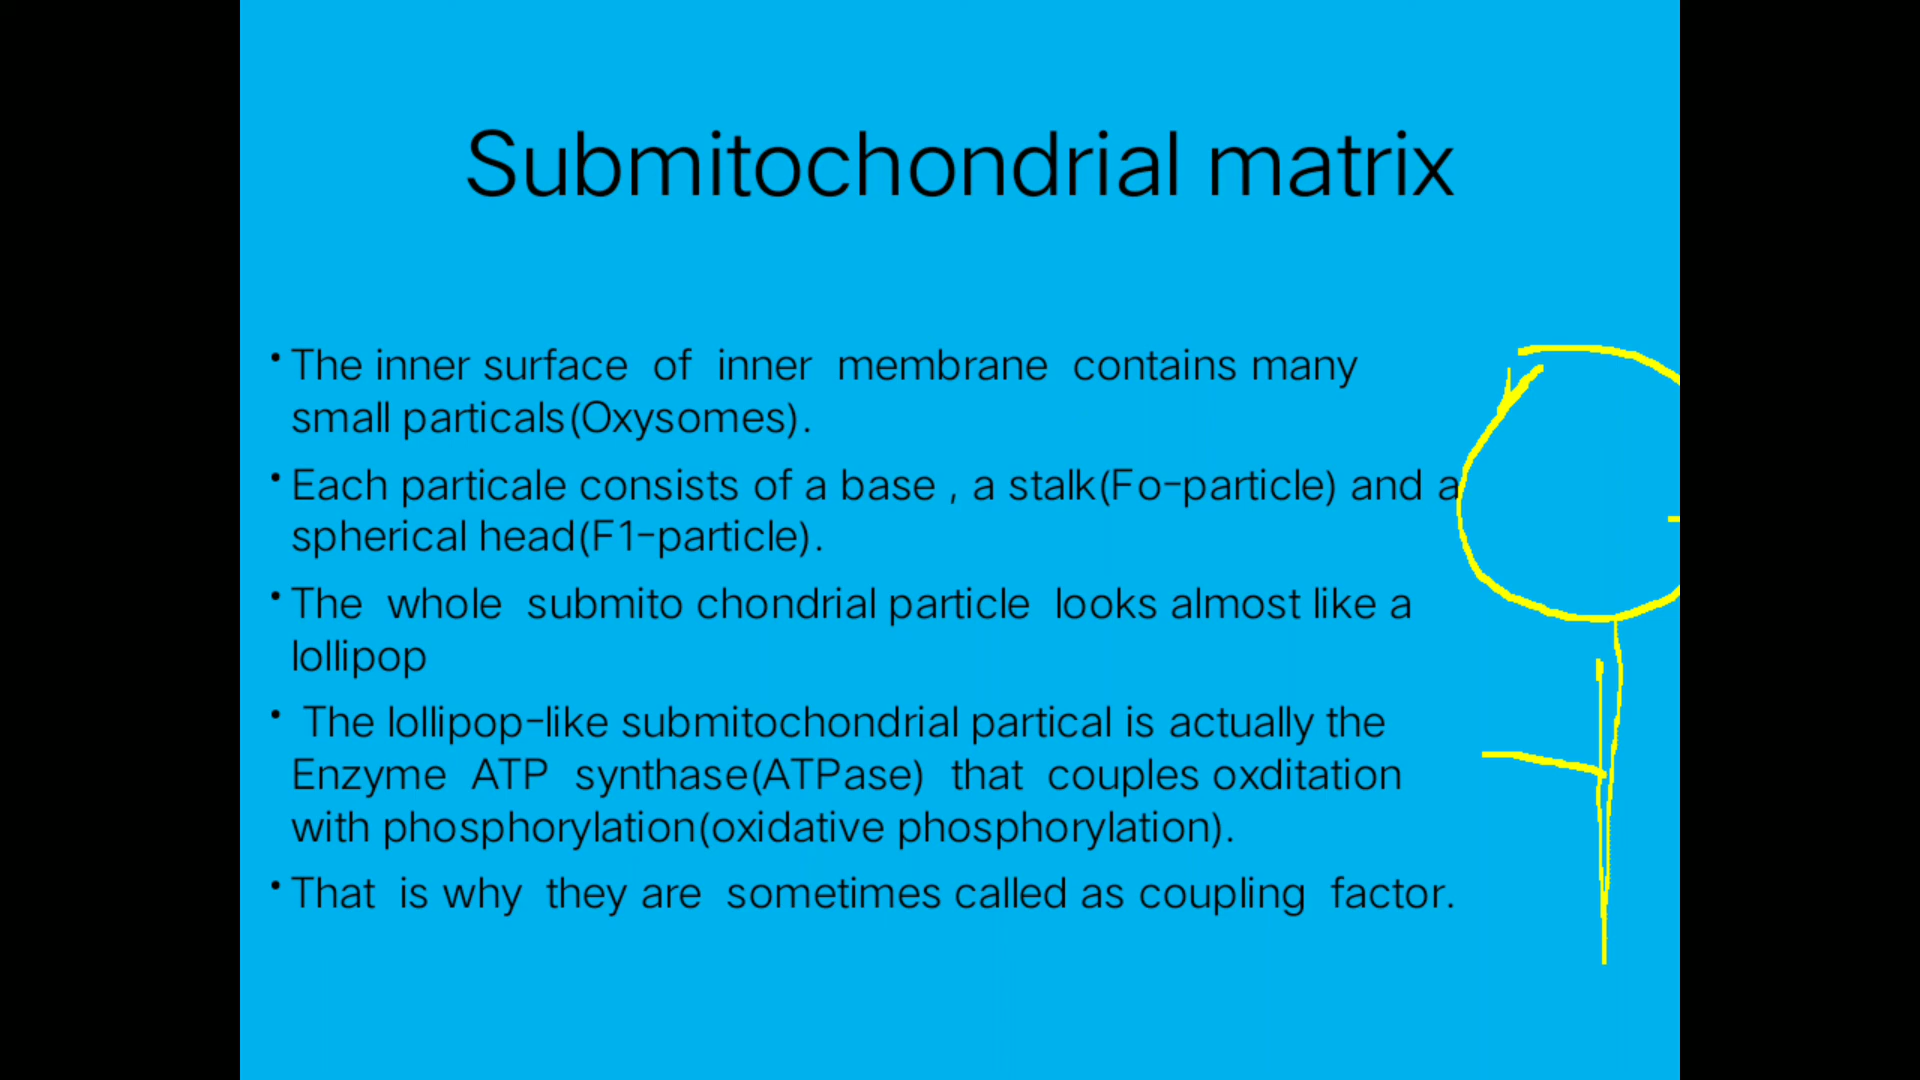 Submitochondrial matrix
• The inner surface of inner membrane contains many
small particals(Oxysomes).
• Each particale consists of a base , a stalk(Fo-particle) and a
spherical head(F1-particle).
• The whole submito chondrial particle looks almost like a
lollipop
• The lollipop-like submitochondrial partical is actually the
Enzyme ATP synthase(ATPase) that couples oxditation
with phosphorylation(oxidative phosphorylation).
• That is why they are sometimes called as coupling factor.